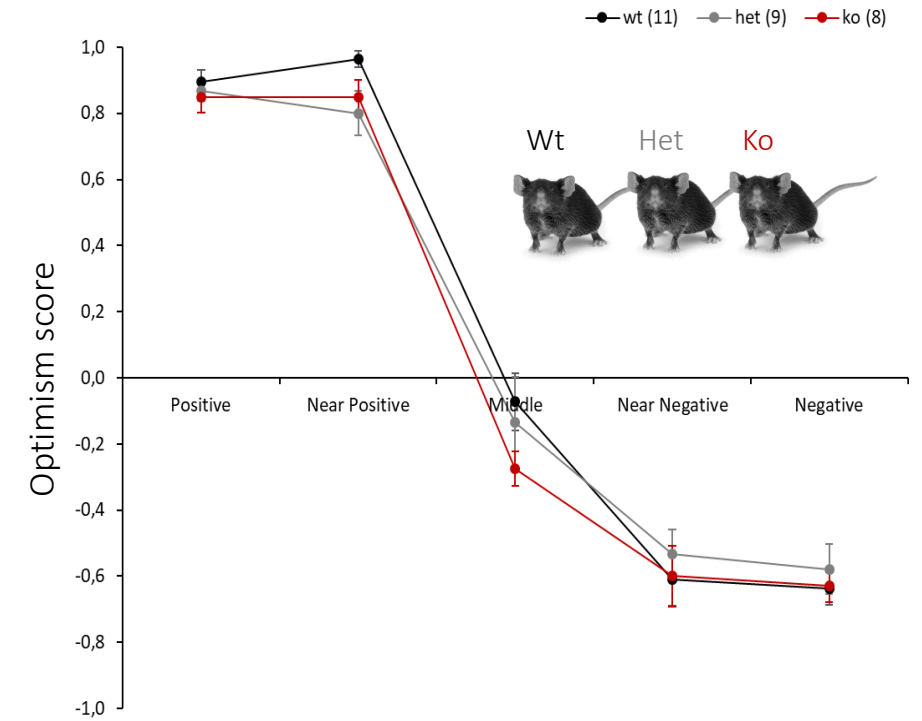 wt (11) het (9) ko (8)
Wt Het Ko
Optimism score
1,0
0,8
0,6
0,4
0,2
0,0
-0,2
-0,4
-0,6
-0,8
-1,0
Positive Near Positive Middle Near Negative Negative